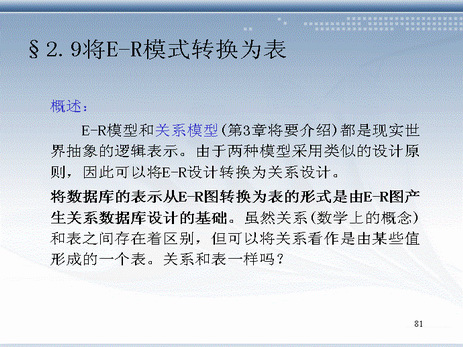 §2.9将E-R模式转换为表
概述：
E-R模型和关系模型(第3章将要介绍)都是现实世
界抽象的逻辑表示。由于两种模型采用类似的设计原
则，因此可以将E-R设计转换为关系设计。
将数据库的表示从E-R图转换为表的形式是由E-R图产
生关系数据库设计的基础。虽然关系(数学上的概念)
和表之间存在着区别，但可以将关系看作是由某些值
形成的一个表。关系和表一样吗？
81